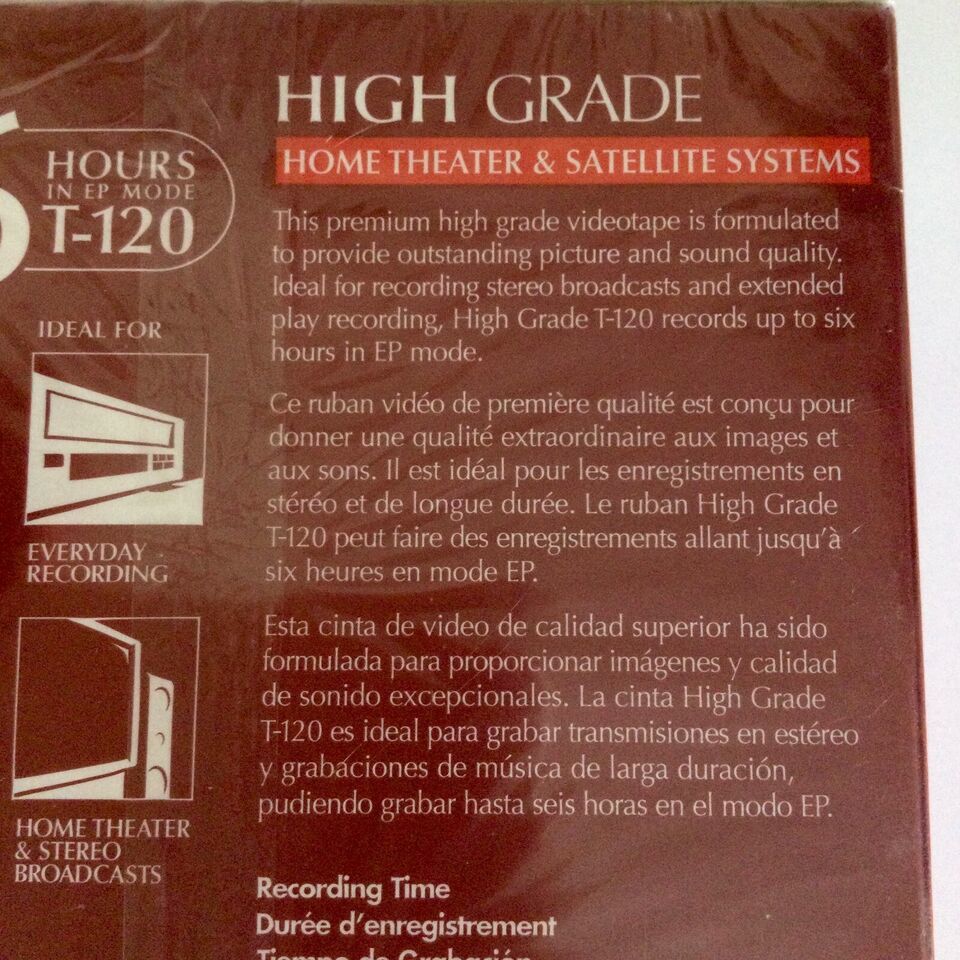 HIGH GRADE
HOME THEATER & SATELLITE SYSTEMS
6 HOURS
IN EP MODE
T-120
This premium high grade videotape is formulated
to provide outstanding picture and sound quality.
Ideal for recording stereo broadcasts and extended
play recording, High Grade T-120 records up to six
hours in EP mode.
IDEAL FOR
EVERYDAY
RECORDING
Ce ruban vidéo de première qualité est conçu pour
donner une qualité extraordinaire aux images et
aux sons. Il est idéal pour les enregistrements en
stéréo et de longue durée. Le ruban High Grade
T-120 peut faire des enregistrements allant jusqu'à
six heures en mode EP.
Esta cinta de video de calidad superior ha sido
formulada para proporcionar imágenes y calidad
de sonido excepcionales. La cinta High Grade
T-120 es ideal para grabar transmisiones en estéreo
y grabaciones de música de larga duración,
pudiendo grabar hasta seis horas en el modo EP.
HOME THEATER
& STEREO
BROADCASTS
Recording Time
Durée d'enregistrement
Tiempo de Grabación